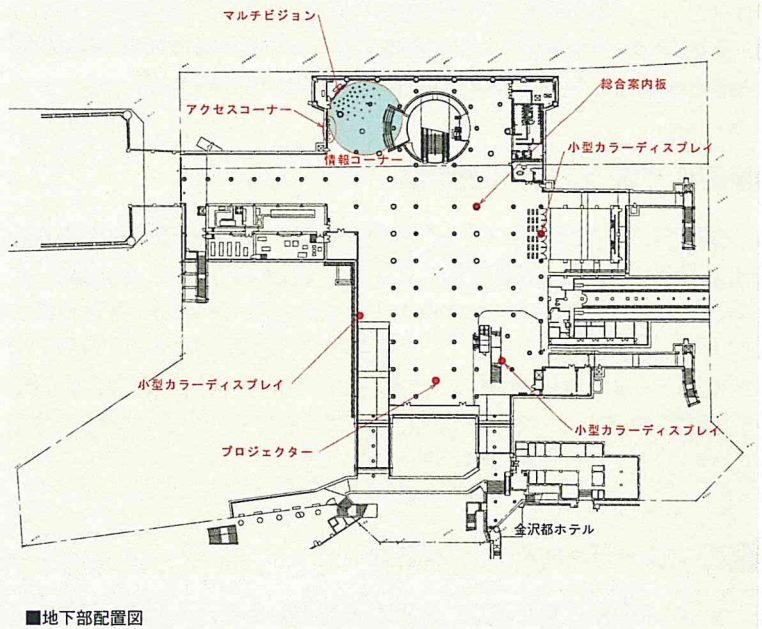 マルチビジョン
総合案内板
アクセスコーナー
小型カラーディスプレイ
情報コーナー
小型カラーディスプレイ
小型カラーディスプレイ
プロジェクター
金沢都ホテル
■地下部配置図